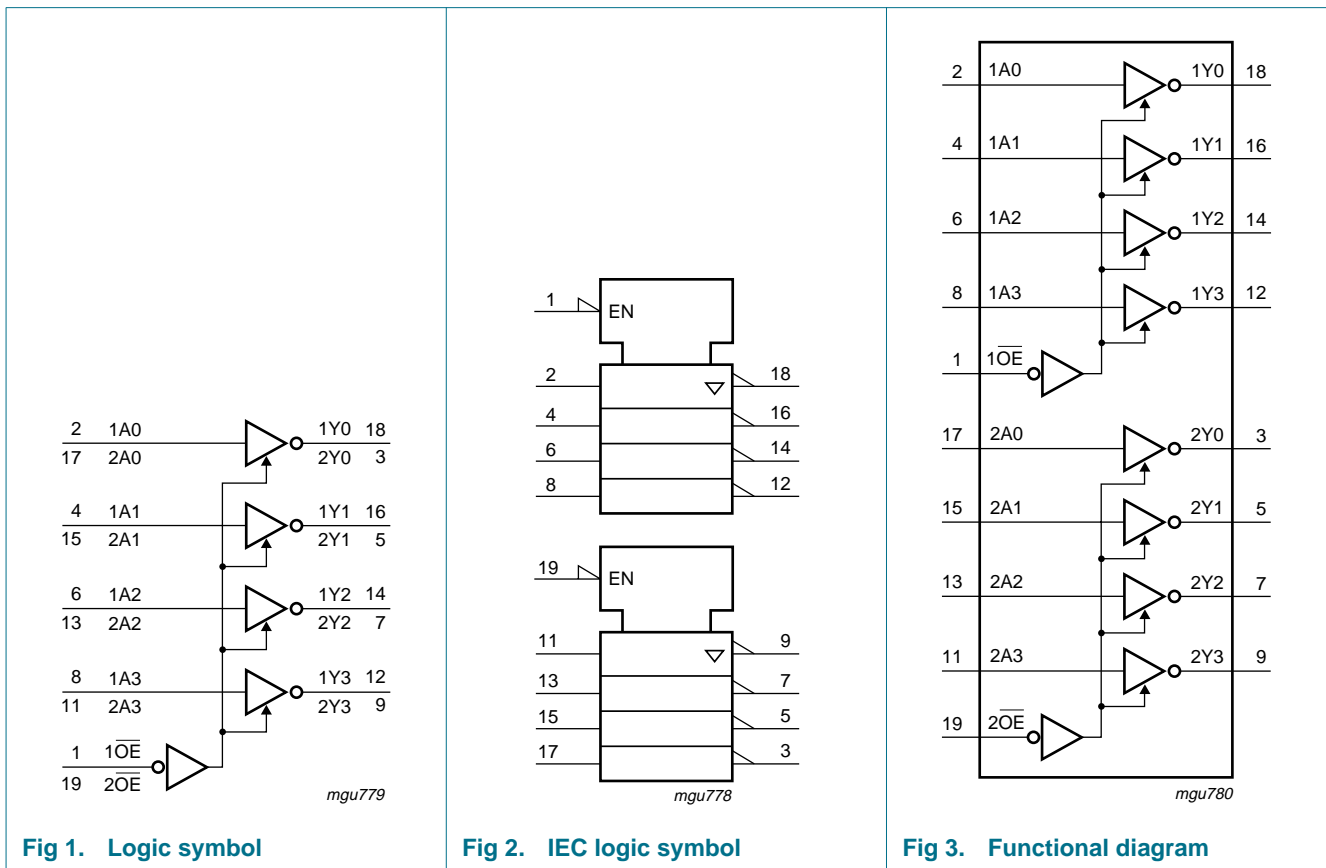 2 1A0 1Y0 18
17 2A0 2Y0 3
4 1A1 1Y1 16
15 2A1 2Y1 5
6 1A2 1Y2 14
13 2A2 2Y2 7
8 1A3 1Y3 12
11 2A3 2Y3 9
1 1O̅E̅
19 2O̅E̅
mgu779
Fig 1. Logic symbol
1 EN
2 18
4 16
6 14
8 12
19 EN
11 9
13 7
15 5
17 3
mgu778
Fig 2. IEC logic symbol
2 1A0 1Y0 18
4 1A1 1Y1 16
6 1A2 1Y2 14
8 1A3 1Y3 12
1 1O̅E̅
17 2A0 2Y0 3
15 2A1 2Y1 5
13 2A2 2Y2 7
11 2A3 2Y3 9
19 2O̅E̅
mgu780
Fig 3. Functional diagram